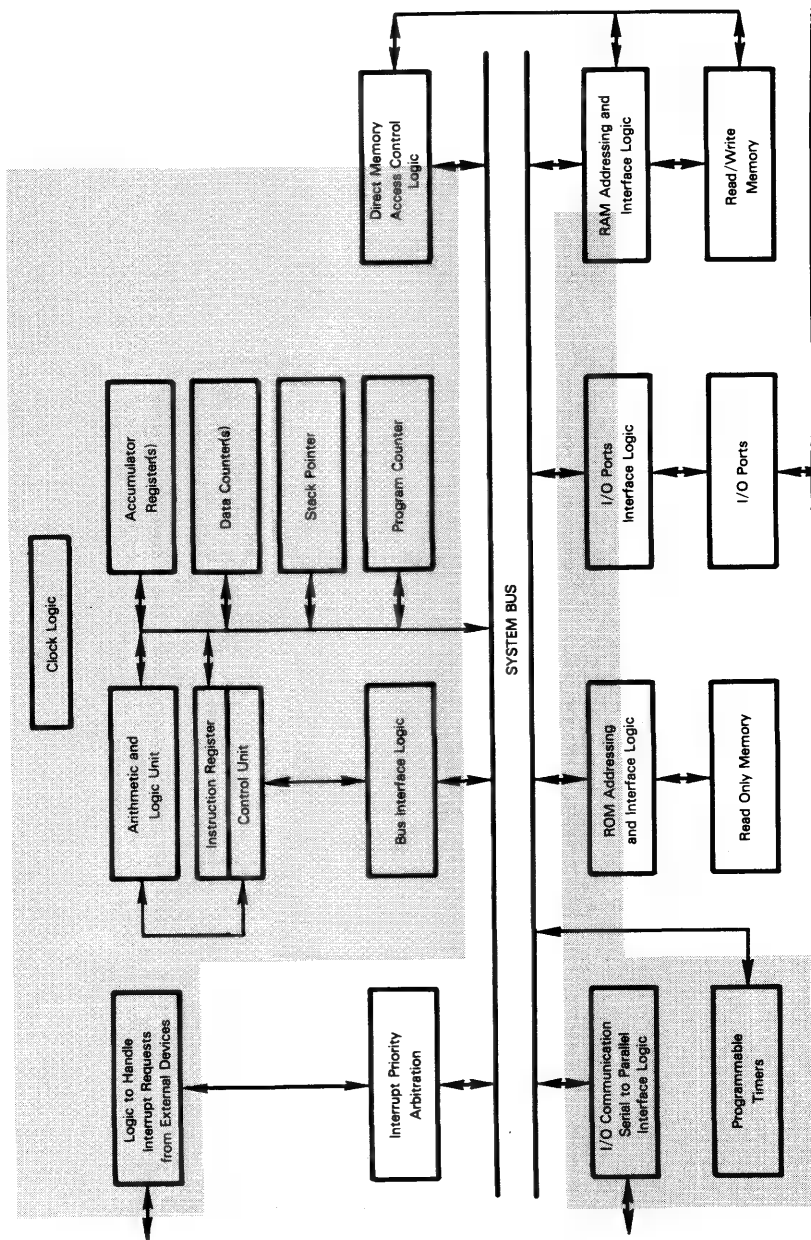 Clock Logic
Logic to Handle
Interrupt Requests
from External Devices
Arithmetic and
Logic Unit
Accumulator
Register(s)
Instruction Register
Control Unit
Data Counter(s)
Stack Pointer
Interrupt Priority
Arbitration
Bus Interface Logic
Program Counter
Direct Memory
Access Control
Logic
SYSTEM BUS
I/O Communication
Serial to Parallel
Interface Logic
ROM Addressing
and Interface Logic
I/O Ports
Interface Logic
RAM Addressing and
Interface Logic
Programmable
Timers
Read Only Memory
I/O Ports
Read/Write
Memory